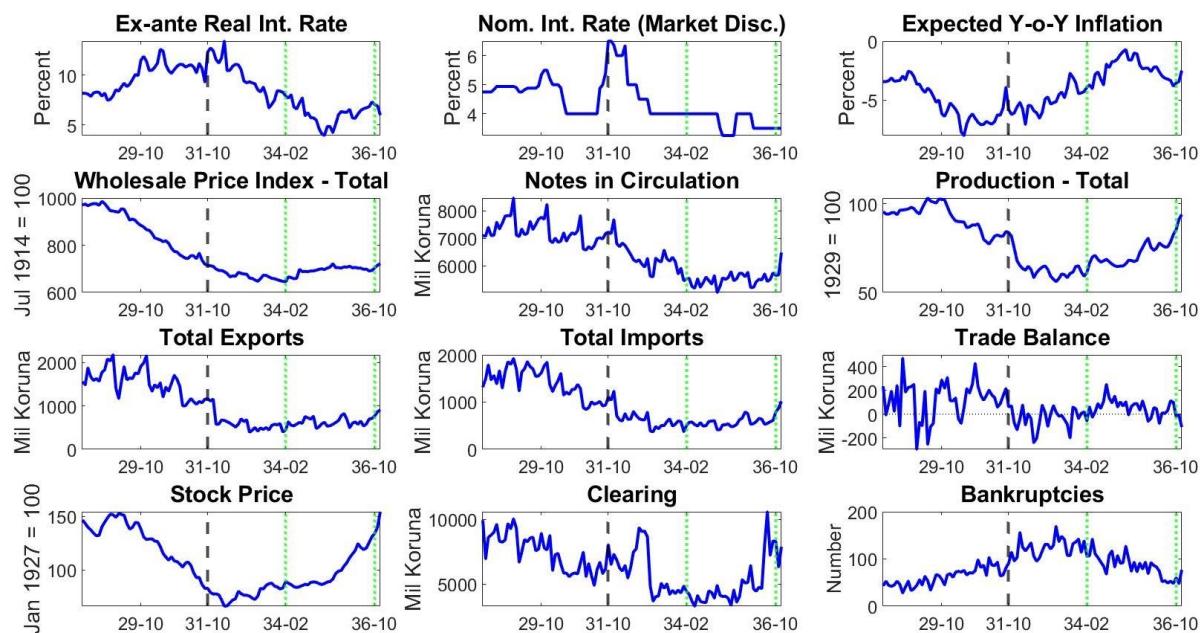 Ex-ante Real Int. Rate
Percent
10
5
29-10 31-10 34-02 36-10
Nom. Int. Rate (Market Disc.)
Percent
6
5
4
29-10 31-10 34-02 36-10
Expected Y-o-Y Inflation
Percent
0
-5
29-10 31-10 34-02 36-10
Wholesale Price Index - Total
Jul 1914 = 100
1000
800
600
29-10 31-10 34-02 36-10
Notes in Circulation
Mil Koruna
8000
7000
6000
29-10 31-10 34-02 36-10
Production - Total
1929 = 100
100
50
29-10 31-10 34-02 36-10
Total Exports
Mil Koruna
2000
1000
0
29-10 31-10 34-02 36-10
Total Imports
Mil Koruna
2000
1000
0
29-10 31-10 34-02 36-10
Trade Balance
Mil Koruna
400
200
0
-200
29-10 31-10 34-02 36-10
Stock Price
Jan 1927 = 100
150
100
29-10 31-10 34-02 36-10
Clearing
Mil Koruna
10000
5000
29-10 31-10 34-02 36-10
Bankruptcies
Number
200
100
0
29-10 31-10 34-02 36-10